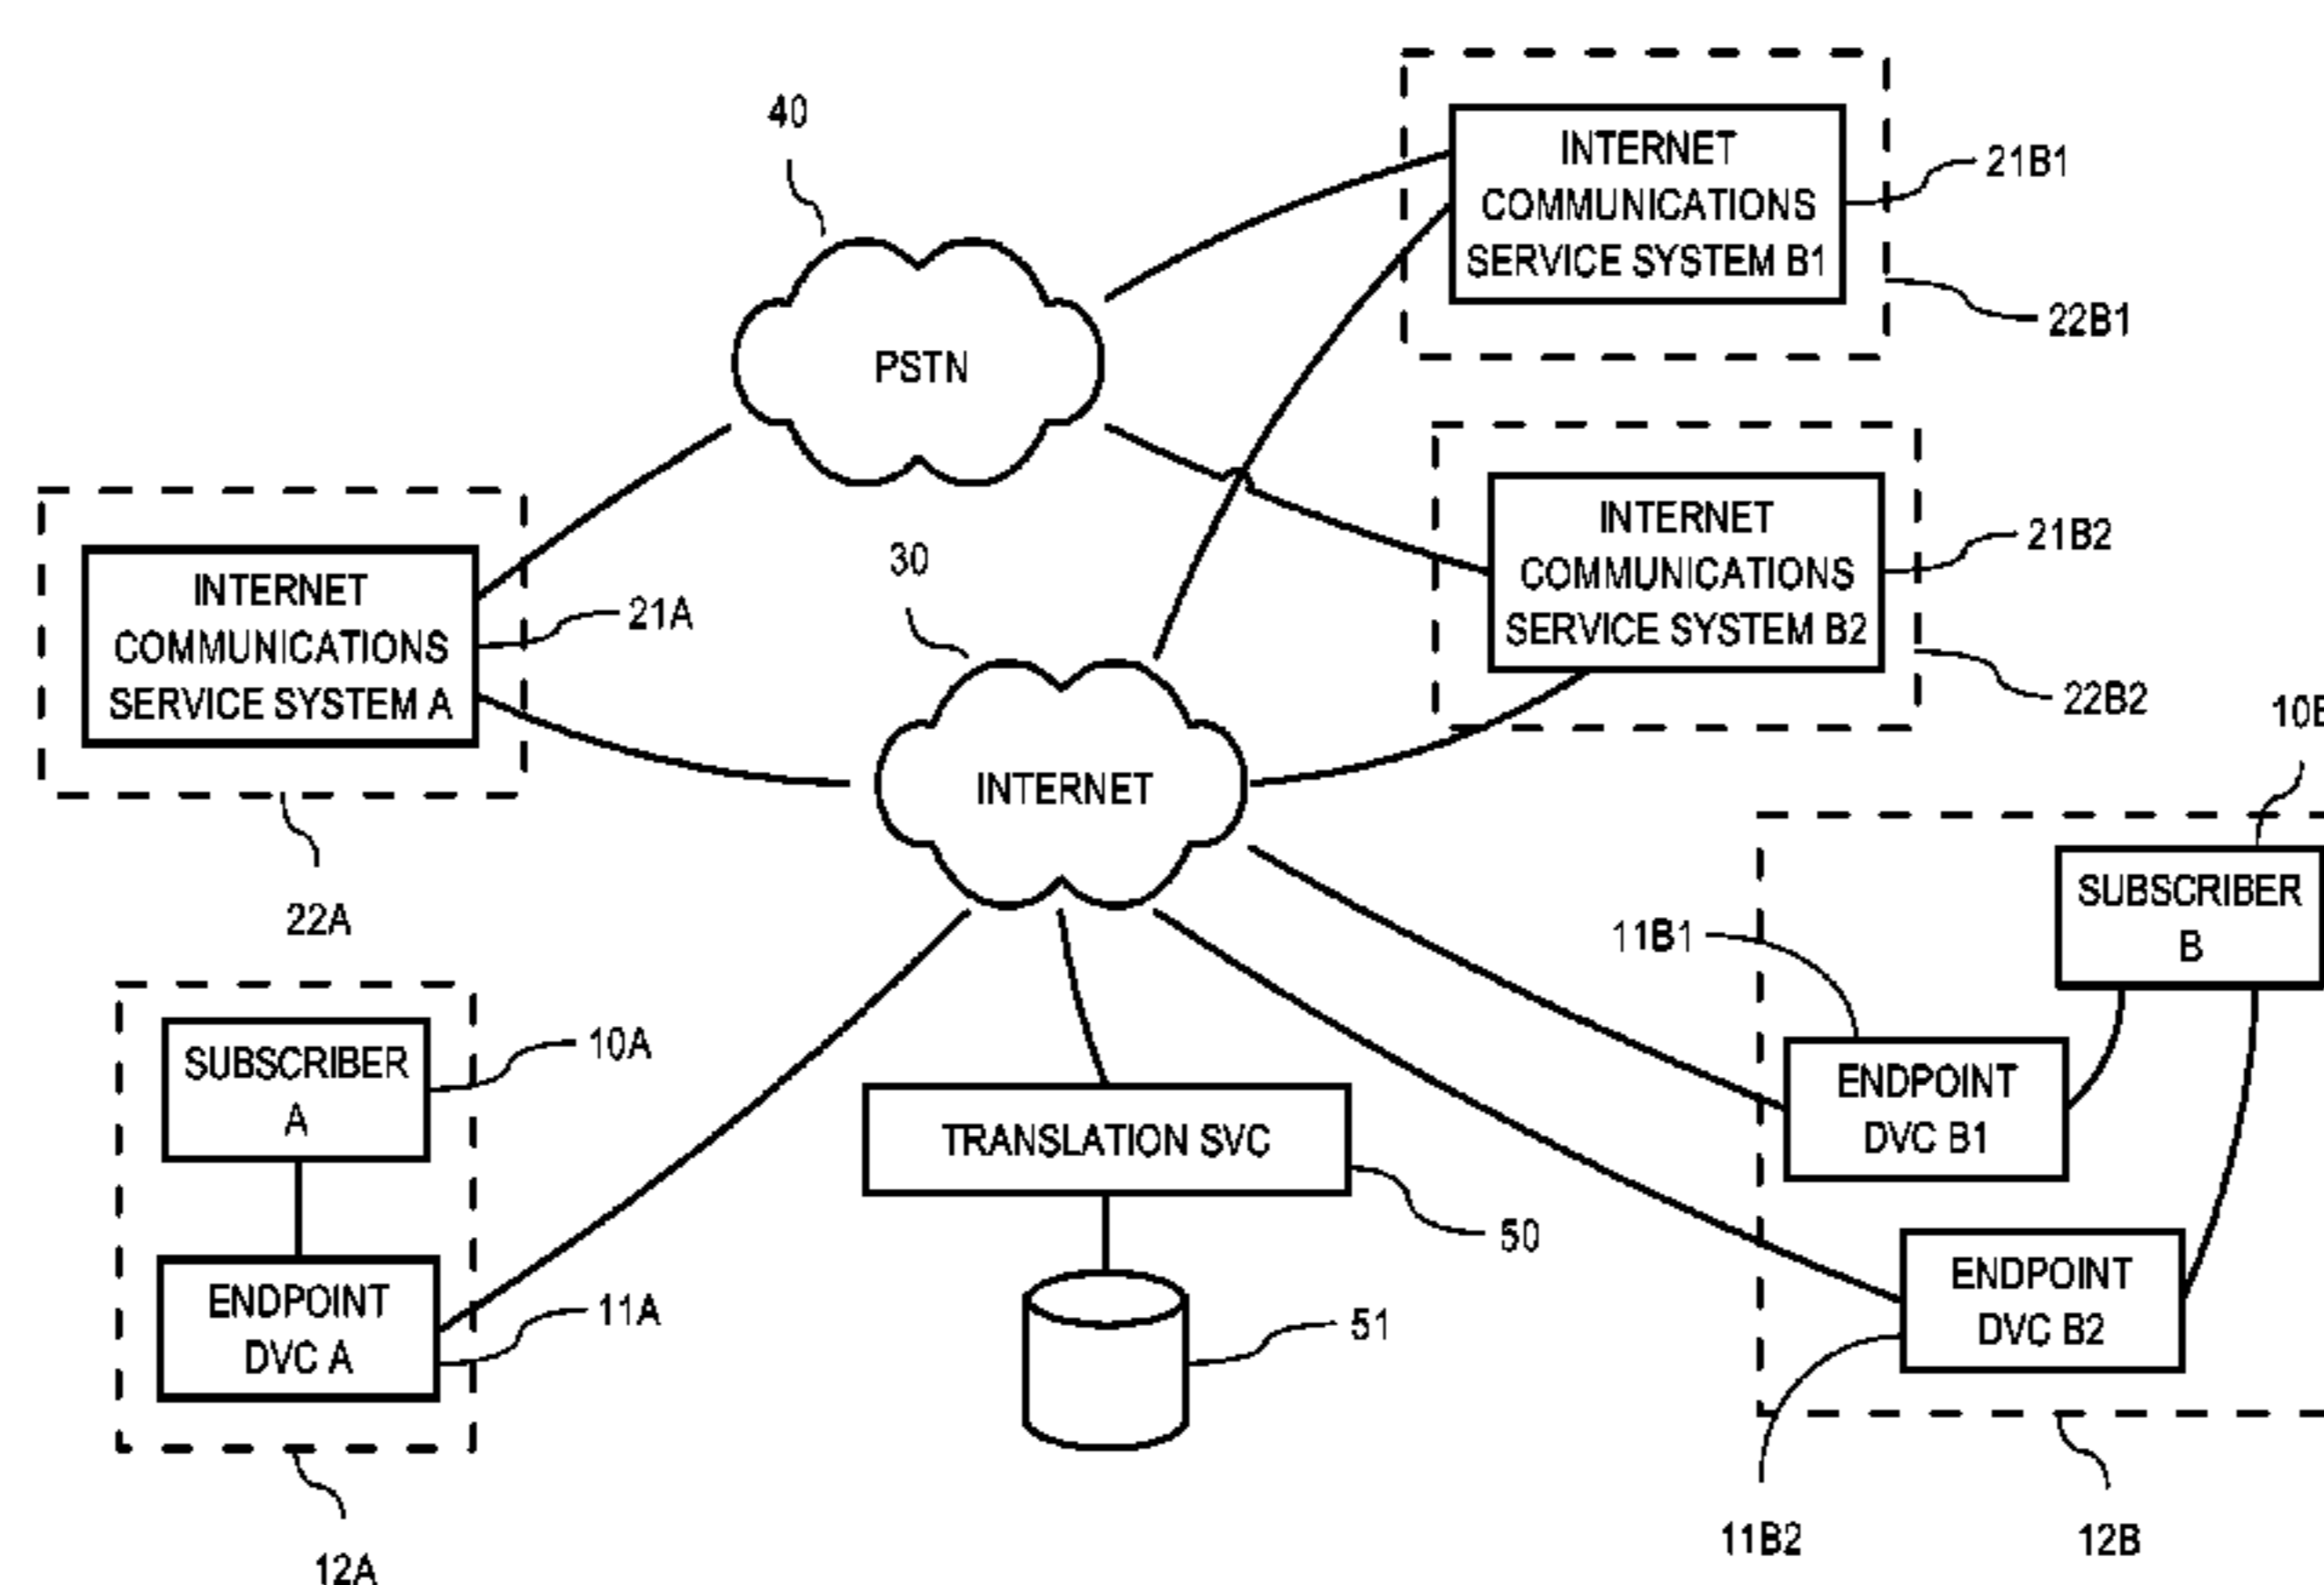 40
INTERNET
COMMUNICATIONS
SERVICE SYSTEM B1
21B1
22B1
PSTN
INTERNET
COMMUNICATIONS
SERVICE SYSTEM B2
21B2
22B2
INTERNET
COMMUNICATIONS
SERVICE SYSTEM A
21A
22A
30
INTERNET
10B
SUBSCRIBER
B
11B1
ENDPOINT
DVC B1
ENDPOINT
DVC B2
11B2
12B
SUBSCRIBER
A
10A
ENDPOINT
DVC A
11A
12A
TRANSLATION SVC
50
51